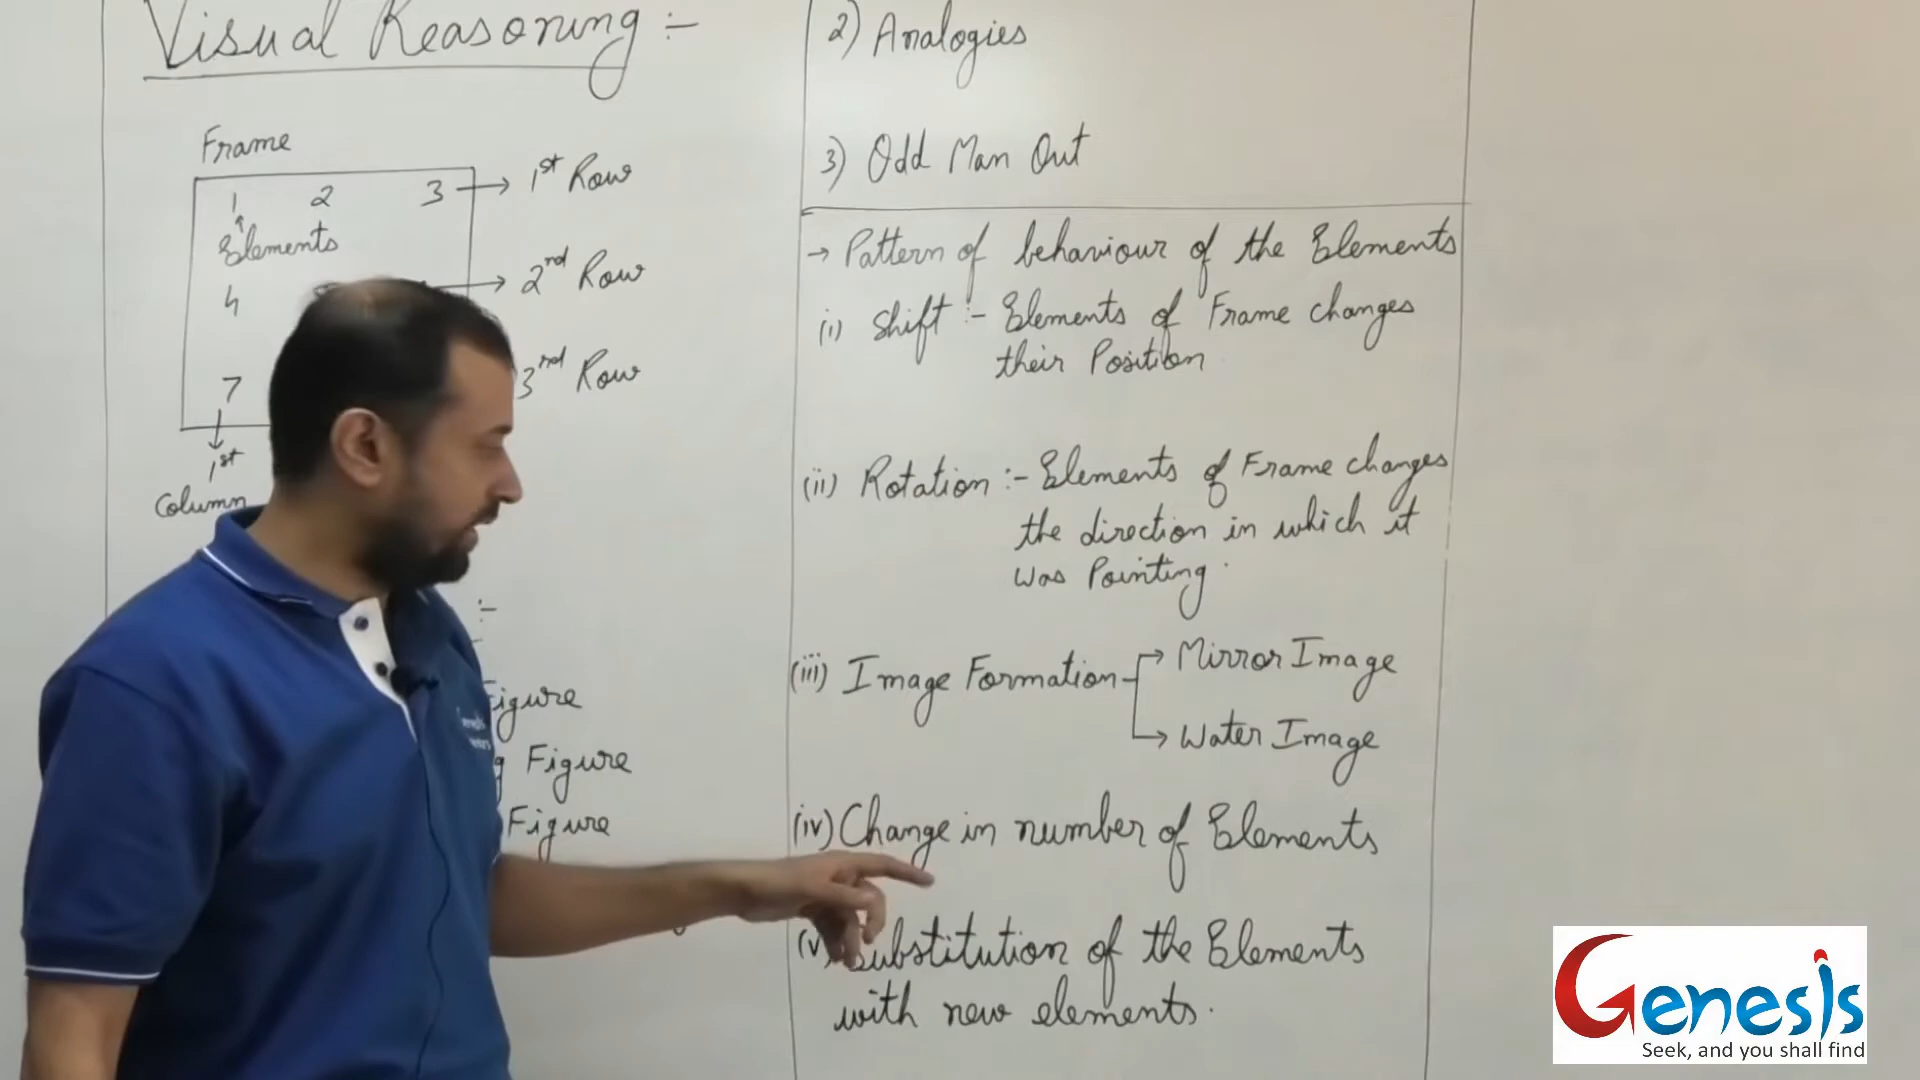 Visual Reasoning :-
Frame
1 2 3 → 1st Row
Elements
4 → 2nd Row
7 3rd Row
1st
Column
:-
Figure
Figure
Figure
2) Analogies
3) Odd Man Out
→ Pattern of behaviour of the Elements
(i) Shift :- Elements of Frame changes
their Position
(ii) Rotation :- Elements of Frame changes
the direction in which it
was Pointing.
(iii) Image Formation → Mirror Image
→ Water Image
(iv) Change in number of Elements
(v) Substitution of the Elements
with new elements.
Genesis
Seek, and you shall find